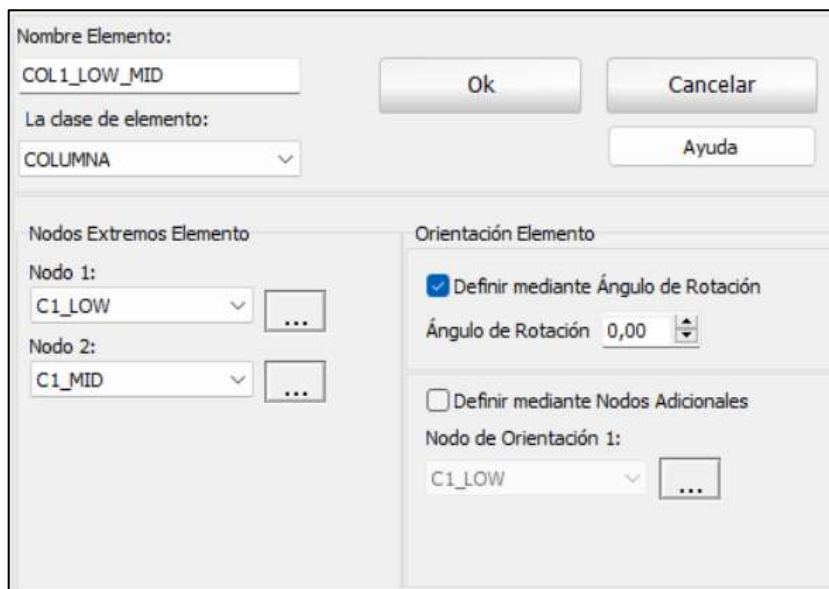 Nombre Elemento:
COL1_LOW_MID
Ok
Cancelar
La clase de elemento:
COLUMNA
Ayuda
Nodos Extremos Elemento
Nodo 1:
C1_LOW
...
Nodo 2:
C1_MID
...
Orientación Elemento
Definir mediante Ángulo de Rotación
Ángulo de Rotación 0,00
Definir mediante Nodos Adicionales
Nodo de Orientación 1:
C1_LOW
...